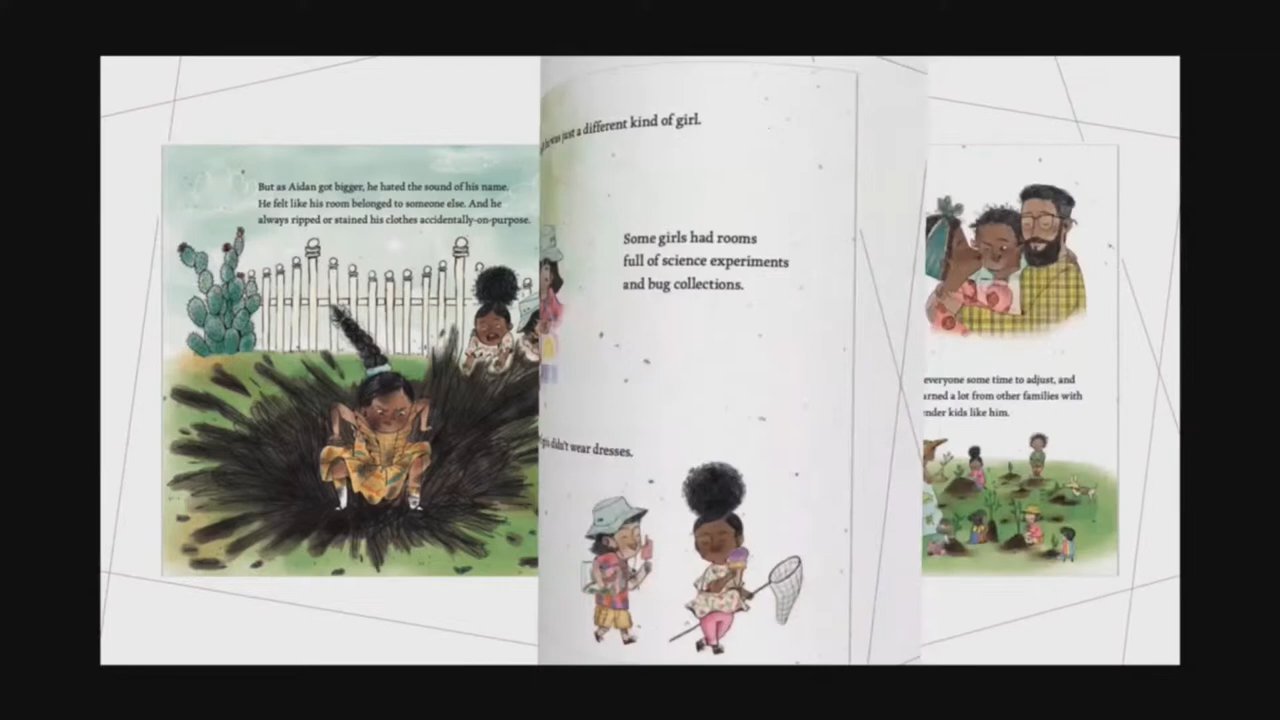 But as Aidan got bigger, he hated the sound of his name.
He felt like his room belonged to someone else. And he
always ripped or stained his clothes accidentally-on-purpose.
was just a different kind of girl.
Some girls had rooms
full of science experiments
and bug collections.
didn't wear dresses.
everyone some time to adjust, and
a lot from other families with
kids like him.